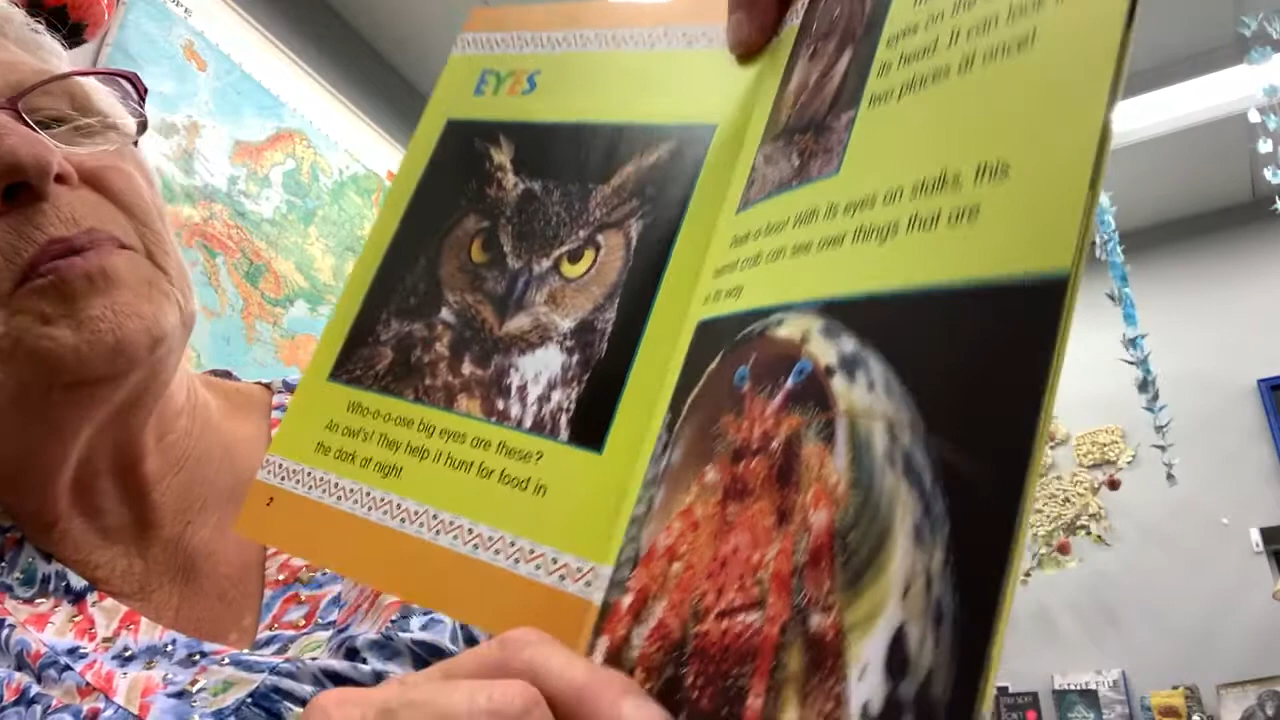 EYES
Who-o-o-ose big eyes are these?
An owl's! They help it hunt for food in
the dark at night.
2
eyes on the
its head. It can look
two places at once!
Peek-a-boo! With its eyes on stalks, this
hermit crab can see over things that are
in its way.
STYLE FILE